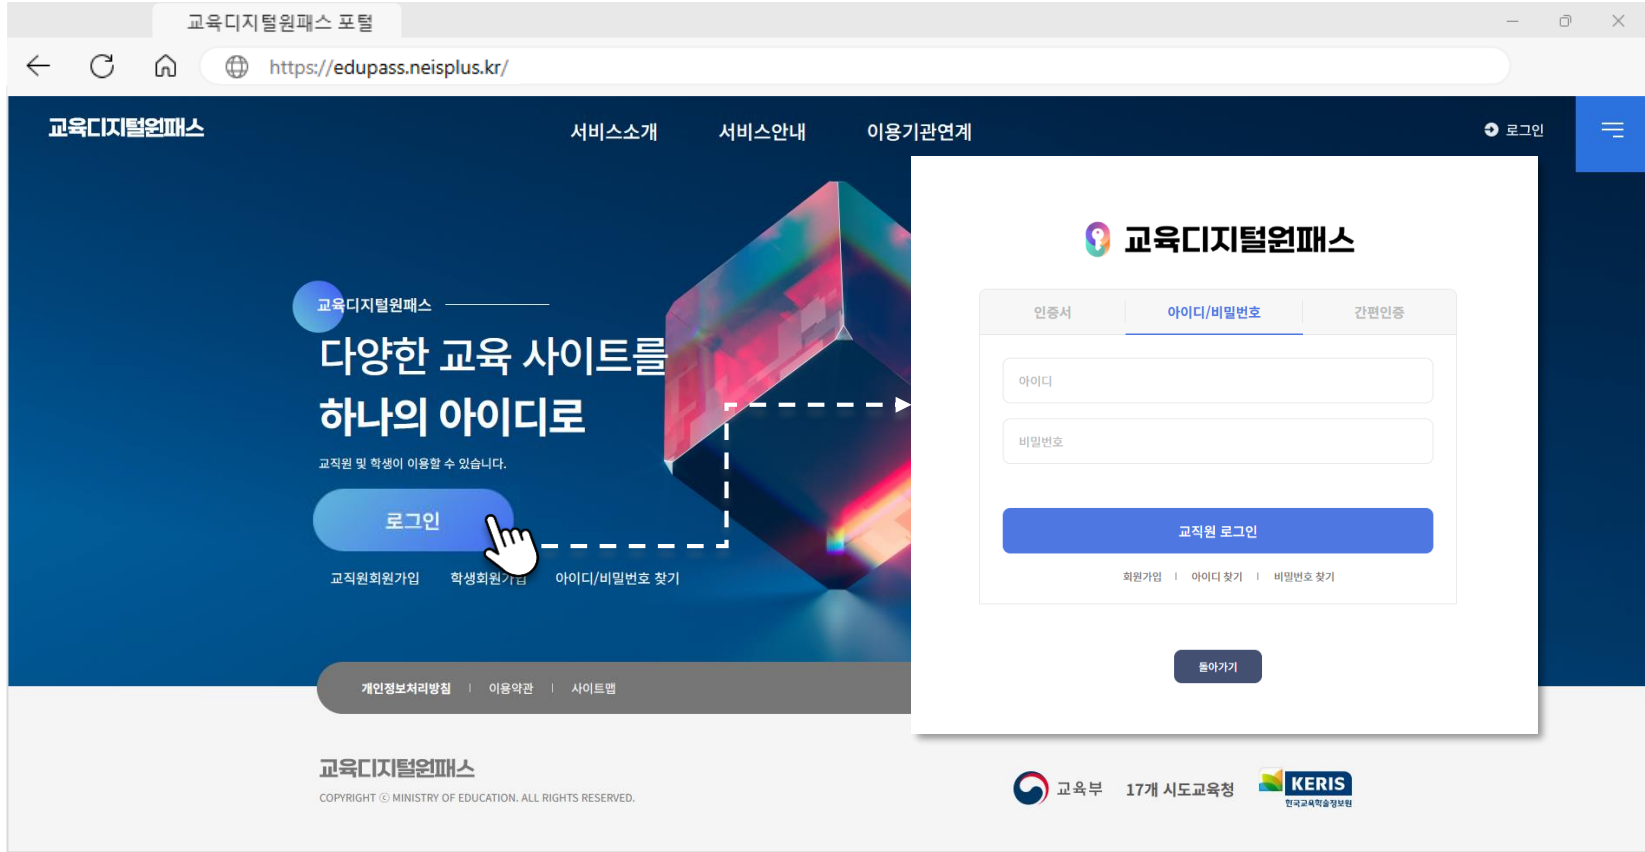 교육디지털원패스 포털
https://edupass.neisplus.kr/
교육디지털원패스
서비스소개
서비스안내
이용기관연계
로그인
교육디지털원패스
다양한 교육 사이트를
하나의 아이디로
교직원 및 학생이 이용할 수 있습니다.
로그인
교직원회원가입 학생회원가입 아이디/비밀번호 찾기
교육디지털원패스
인증서 아이디/비밀번호 간편인증
아이디
비밀번호
교직원 로그인
회원가입 | 아이디 찾기 | 비밀번호 찾기
돌아가기
개인정보처리방침 | 이용약관 | 사이트맵
교육디지털원패스
COPYRIGHT ⓒ MINISTRY OF EDUCATION. ALL RIGHTS RESERVED.
교육부 17개 시도교육청 KERIS
한국교육학술정보원